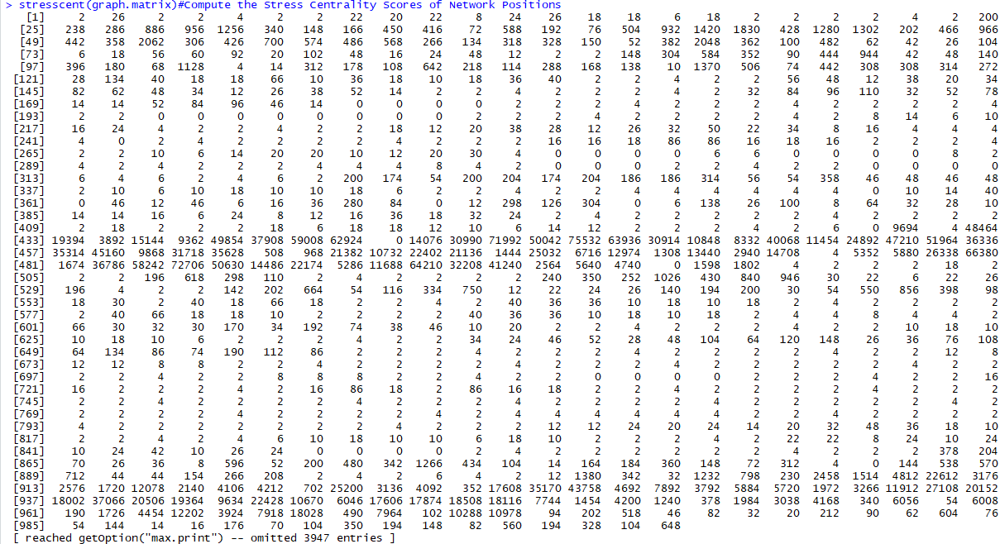 > stresscent(graph.matrix)#Compute the Stress Centrality Scores of Network Positions
[1] 2 26 2 2 4 2 2 22 20 22 8 24 26 18 18 6 18 2 2 2 2 4 2 200
[25] 238 286 886 956 1256 340 148 166 450 416 72 588 192 76 504 932 1420 1830 428 1280 1302 202 466 966
[49] 442 358 2062 306 426 700 574 486 568 266 134 318 328 150 52 382 2048 362 100 482 62 42 26 104
[73] 6 18 56 60 92 20 102 48 16 24 48 12 2 2 148 304 584 352 90 444 944 42 48 140
[97] 396 180 68 1128 4 14 312 178 108 642 218 114 288 168 138 10 1370 506 74 442 308 308 314 272
[121] 28 134 40 18 18 66 10 36 18 10 18 36 40 2 2 4 2 2 56 48 12 38 20 34
[145] 82 62 48 34 12 26 38 52 14 2 2 4 2 2 2 4 2 32 84 96 110 32 52 78
[169] 14 14 52 84 96 46 14 0 0 0 0 2 2 2 4 2 2 2 4 2 2 2 2 4
[193] 2 2 0 0 0 0 0 0 0 0 2 2 2 4 2 2 2 2 4 2 8 14 6 10
[217] 16 24 4 2 2 4 2 2 18 12 20 38 28 12 26 32 50 22 34 8 16 4 4 4
[241] 4 0 2 4 2 2 2 2 4 2 2 2 16 16 18 86 86 16 18 16 2 2 2 4
[265] 2 2 10 6 14 20 20 10 12 20 30 4 0 0 0 0 6 6 0 0 0 0 8 2
[289] 4 2 4 2 2 2 4 4 4 8 4 2 0 0 0 2 2 4 2 2 0 0 0 0
[313] 6 4 6 2 4 6 2 200 174 54 200 204 174 204 186 186 314 56 54 358 46 48 46 48
[337] 2 10 6 10 18 10 10 18 6 2 2 4 2 2 4 4 4 4 4 4 0 10 14 40
[361] 0 46 12 46 6 16 36 280 84 0 12 298 126 304 0 6 138 26 100 8 64 32 28 10
[385] 14 14 16 6 24 8 12 16 36 18 32 24 2 2 4 2 2 2 2 4 2 2 2 2
[409] 2 18 2 2 2 18 6 18 18 12 10 6 14 12 2 2 2 4 2 6 0 9694 4 48464
[433] 19394 3892 15144 9362 49854 37908 59008 62924 0 14076 30990 71992 50042 75532 63936 30914 10848 8332 40068 11454 24892 47210 51964 36336
[457] 35314 45160 9868 31718 35628 508 968 21382 10732 22402 21136 1444 25032 6716 12974 1308 13440 2940 14708 4 5352 5880 26338 66380
[481] 1674 36786 58242 72706 50630 14486 22174 5286 11688 64210 32208 41240 2564 5640 4740 0 1598 1802 4 2 2 2 18 2
[505] 2 2 196 618 298 110 2 4 2 2 2 2 240 350 252 1026 430 840 946 30 22 6 22 26
[529] 196 4 2 2 142 202 664 54 116 334 750 12 22 24 26 140 194 200 30 54 550 856 398 98
[553] 18 30 2 40 18 66 18 2 2 4 2 40 36 36 10 18 10 18 2 4 2 2 2 2
[577] 2 40 66 18 18 10 2 2 2 2 40 36 36 10 18 10 18 2 4 4 8 4 4 2
[601] 66 30 32 30 170 34 192 74 38 46 10 20 2 2 4 2 2 2 4 2 2 10 18 10
[625] 10 18 10 6 2 2 2 4 2 2 34 24 46 52 28 48 104 64 120 148 26 36 76 108
[649] 64 134 86 74 190 112 86 2 2 2 4 2 2 2 4 2 2 2 2 4 2 2 12 8
[673] 12 12 8 8 2 2 4 2 2 2 2 4 2 2 2 4 2 2 2 2 2 4 2 2
[697] 2 2 4 2 2 8 8 8 2 2 4 2 2 0 0 0 0 2 2 2 4 2 2 16
[721] 16 2 2 2 4 2 16 86 18 2 86 16 18 2 2 4 2 2 2 2 4 2 2 2
[745] 2 2 4 2 2 2 2 4 2 2 2 4 2 2 2 2 2 2 4 2 2 2 4 2
[769] 2 2 2 2 4 2 2 2 2 4 2 4 4 4 4 4 4 2 2 4 2 2 2 2
[793] 4 2 2 2 2 2 2 4 2 2 2 12 12 24 20 24 14 20 32 48 36 18 10
[817] 2 2 4 2 4 6 10 18 10 10 6 18 10 2 2 2 4 2 22 22 8 24 10 24
[841] 10 24 42 10 26 24 0 0 0 0 2 4 2 2 2 2 2 2 4 2 2 2 378 204
[865] 70 26 36 8 596 52 200 480 342 1266 434 104 14 164 184 360 148 72 312 4 0 144 538 570
[889] 712 44 44 154 266 208 2 4 2 6 4 2 12 1380 342 32 1232 798 230 2458 1514 4812 22612 3176
[913] 2576 1720 12078 2140 4106 4212 702 25200 3136 4092 352 17608 35170 43758 4692 7892 3792 5884 5720 1972 3266 11912 27108 20152
[937] 18002 37066 20506 19364 9634 22428 10670 6046 17606 17874 18508 18116 7744 1454 4200 1240 378 1984 3038 4168 340 6056 54 6008
[961] 190 1726 4454 12202 3924 7918 18028 490 7964 102 10288 10978 94 202 518 46 82 32 20 212 90 62 604 76
[985] 54 144 14 16 176 70 104 350 194 148 82 560 194 328 104 648
[ reached getOption("max.print") -- omitted 3947 entries ]